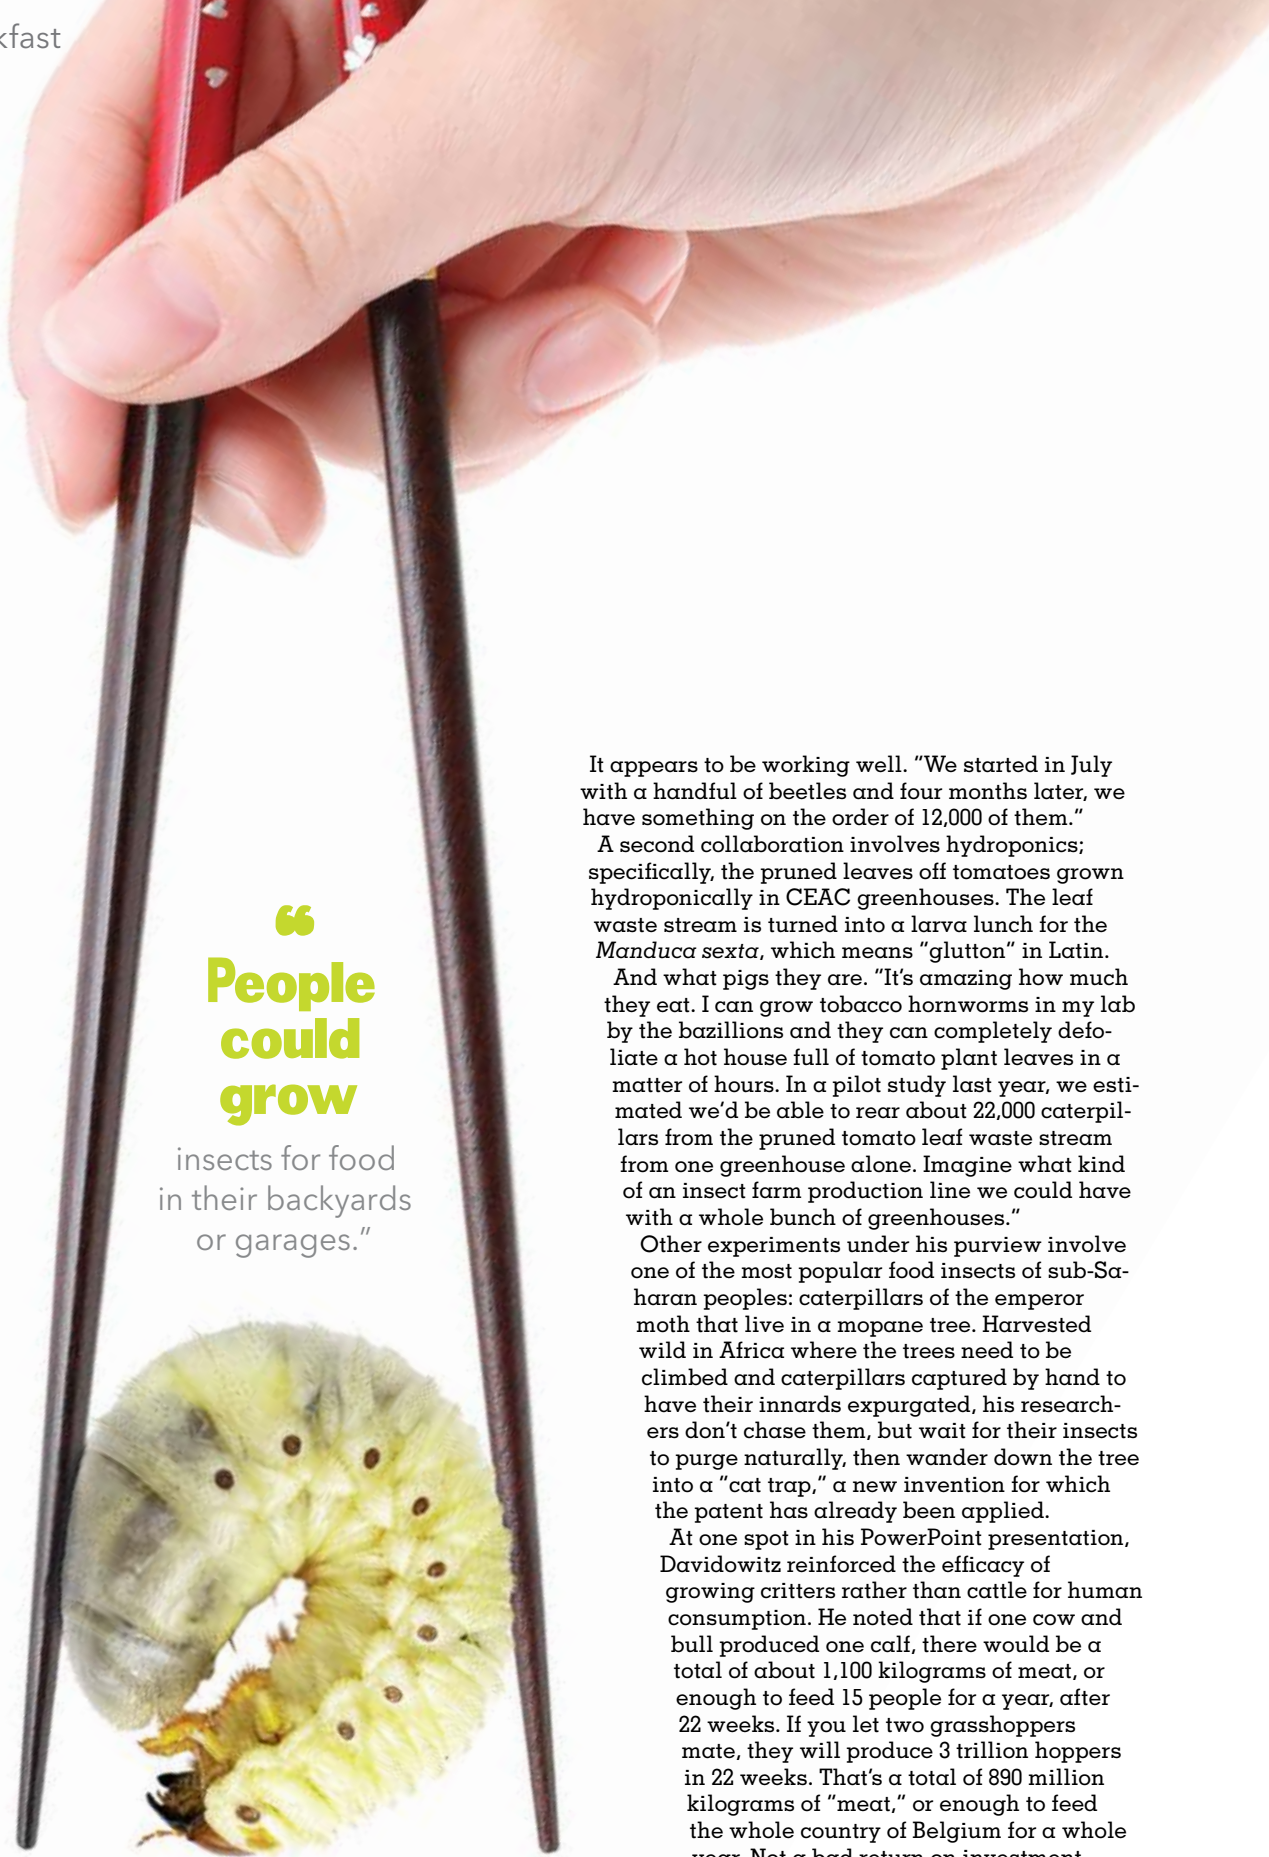 People
could
grow
insects for food
in their backyards
or garages.”
It appears to be working well. “We started in July
with a handful of beetles and four months later, we
have something on the order of 12,000 of them.”
A second collaboration involves hydroponics;
specifically, the pruned leaves off tomatoes grown
hydroponically in CEAC greenhouses. The leaf
waste stream is turned into a larva lunch for the
Manduca sexta, which means “glutton” in Latin.
And what pigs they are. “It’s amazing how much
they eat. I can grow tobacco hornworms in my lab
by the bazillions and they can completely defo-
liate a hot house full of tomato plant leaves in a
matter of hours. In a pilot study last year, we esti-
mated we’d be able to rear about 22,000 caterpil-
lars from the pruned tomato leaf waste stream
from one greenhouse alone. Imagine what kind
of an insect farm production line we could have
with a whole bunch of greenhouses.”
Other experiments under his purview involve
one of the most popular food insects of sub-Sa-
haran peoples: caterpillars of the emperor
moth that live in a mopane tree. Harvested
wild in Africa where the trees need to be
climbed and caterpillars captured by hand to
have their innards expurgated, his research-
ers don’t chase them, but wait for their insects
to purge naturally, then wander down the tree
into a “cat trap,” a new invention for which
the patent has already been applied.
At one spot in his PowerPoint presentation,
Davidowitz reinforced the efficacy of
growing critters rather than cattle for human
consumption. He noted that if one cow and
bull produced one calf, there would be a
total of about 1,100 kilograms of meat, or
enough to feed 15 people for a year, after
22 weeks. If you let two grasshoppers
mate, they will produce 3 trillion hoppers
in 22 weeks. That’s a total of 890 million
kilograms of “meat,” or enough to feed
the whole country of Belgium for a whole
year. Not a bad return on investment